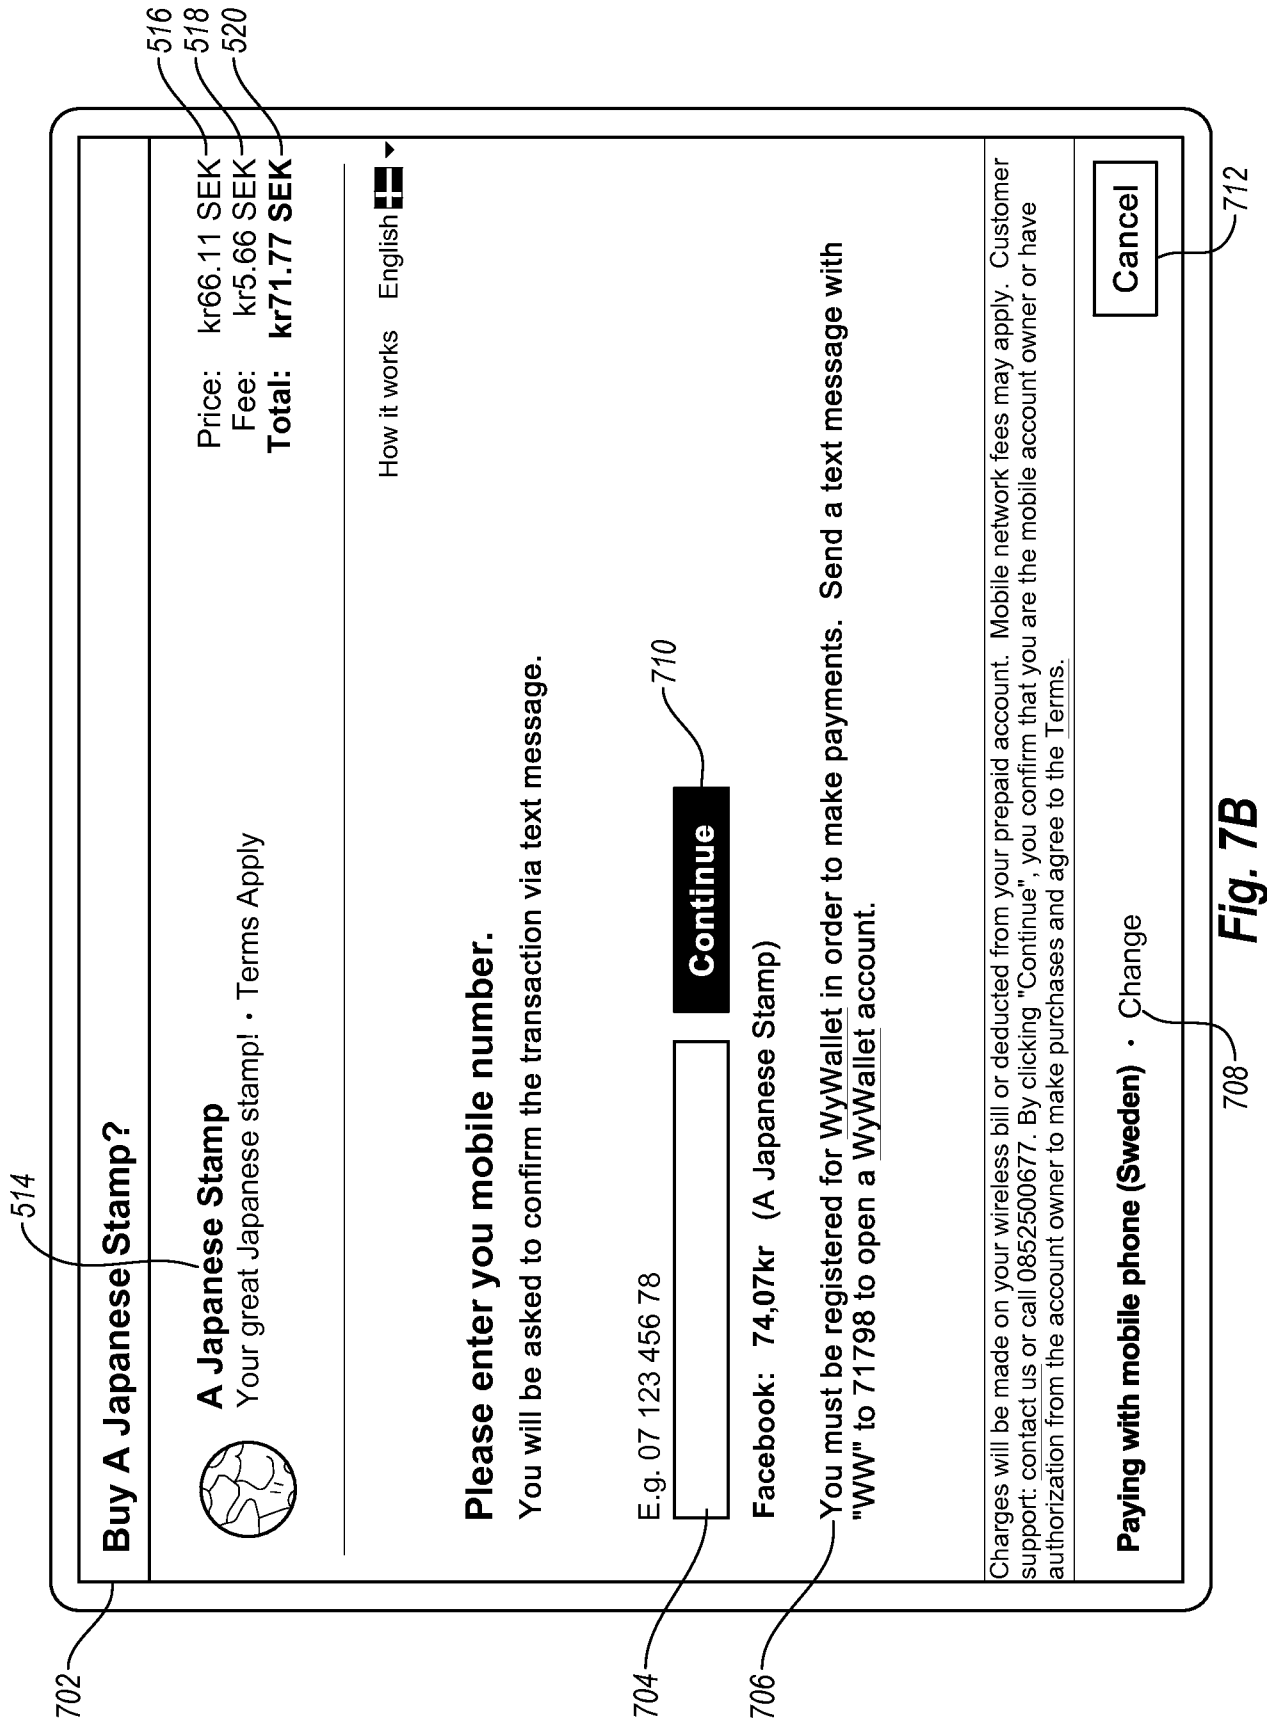 514
702
Buy A Japanese Stamp?
A Japanese Stamp
Your great Japanese stamp! · Terms Apply
Price: kr66.11 SEK
516
Fee: kr5.66 SEK
518
Total: kr71.77 SEK
520
How it works English
Please enter you mobile number.
You will be asked to confirm the transaction via text message.
E.g. 07 123 456 78
704
Continue
710
Facebook: 74,07kr (A Japanese Stamp)
706
You must be registered for WyWallet in order to make payments. Send a text message with
"WW" to 71798 to open a WyWallet account.
Charges will be made on your wireless bill or deducted from your prepaid account. Mobile network fees may apply. Customer
support: contact us or call 0852500677. By clicking "Continue", you confirm that you are the mobile account owner or have
authorization from the account owner to make purchases and agree to the Terms.
Paying with mobile phone (Sweden) · Change
Cancel
708
712
Fig. 7B